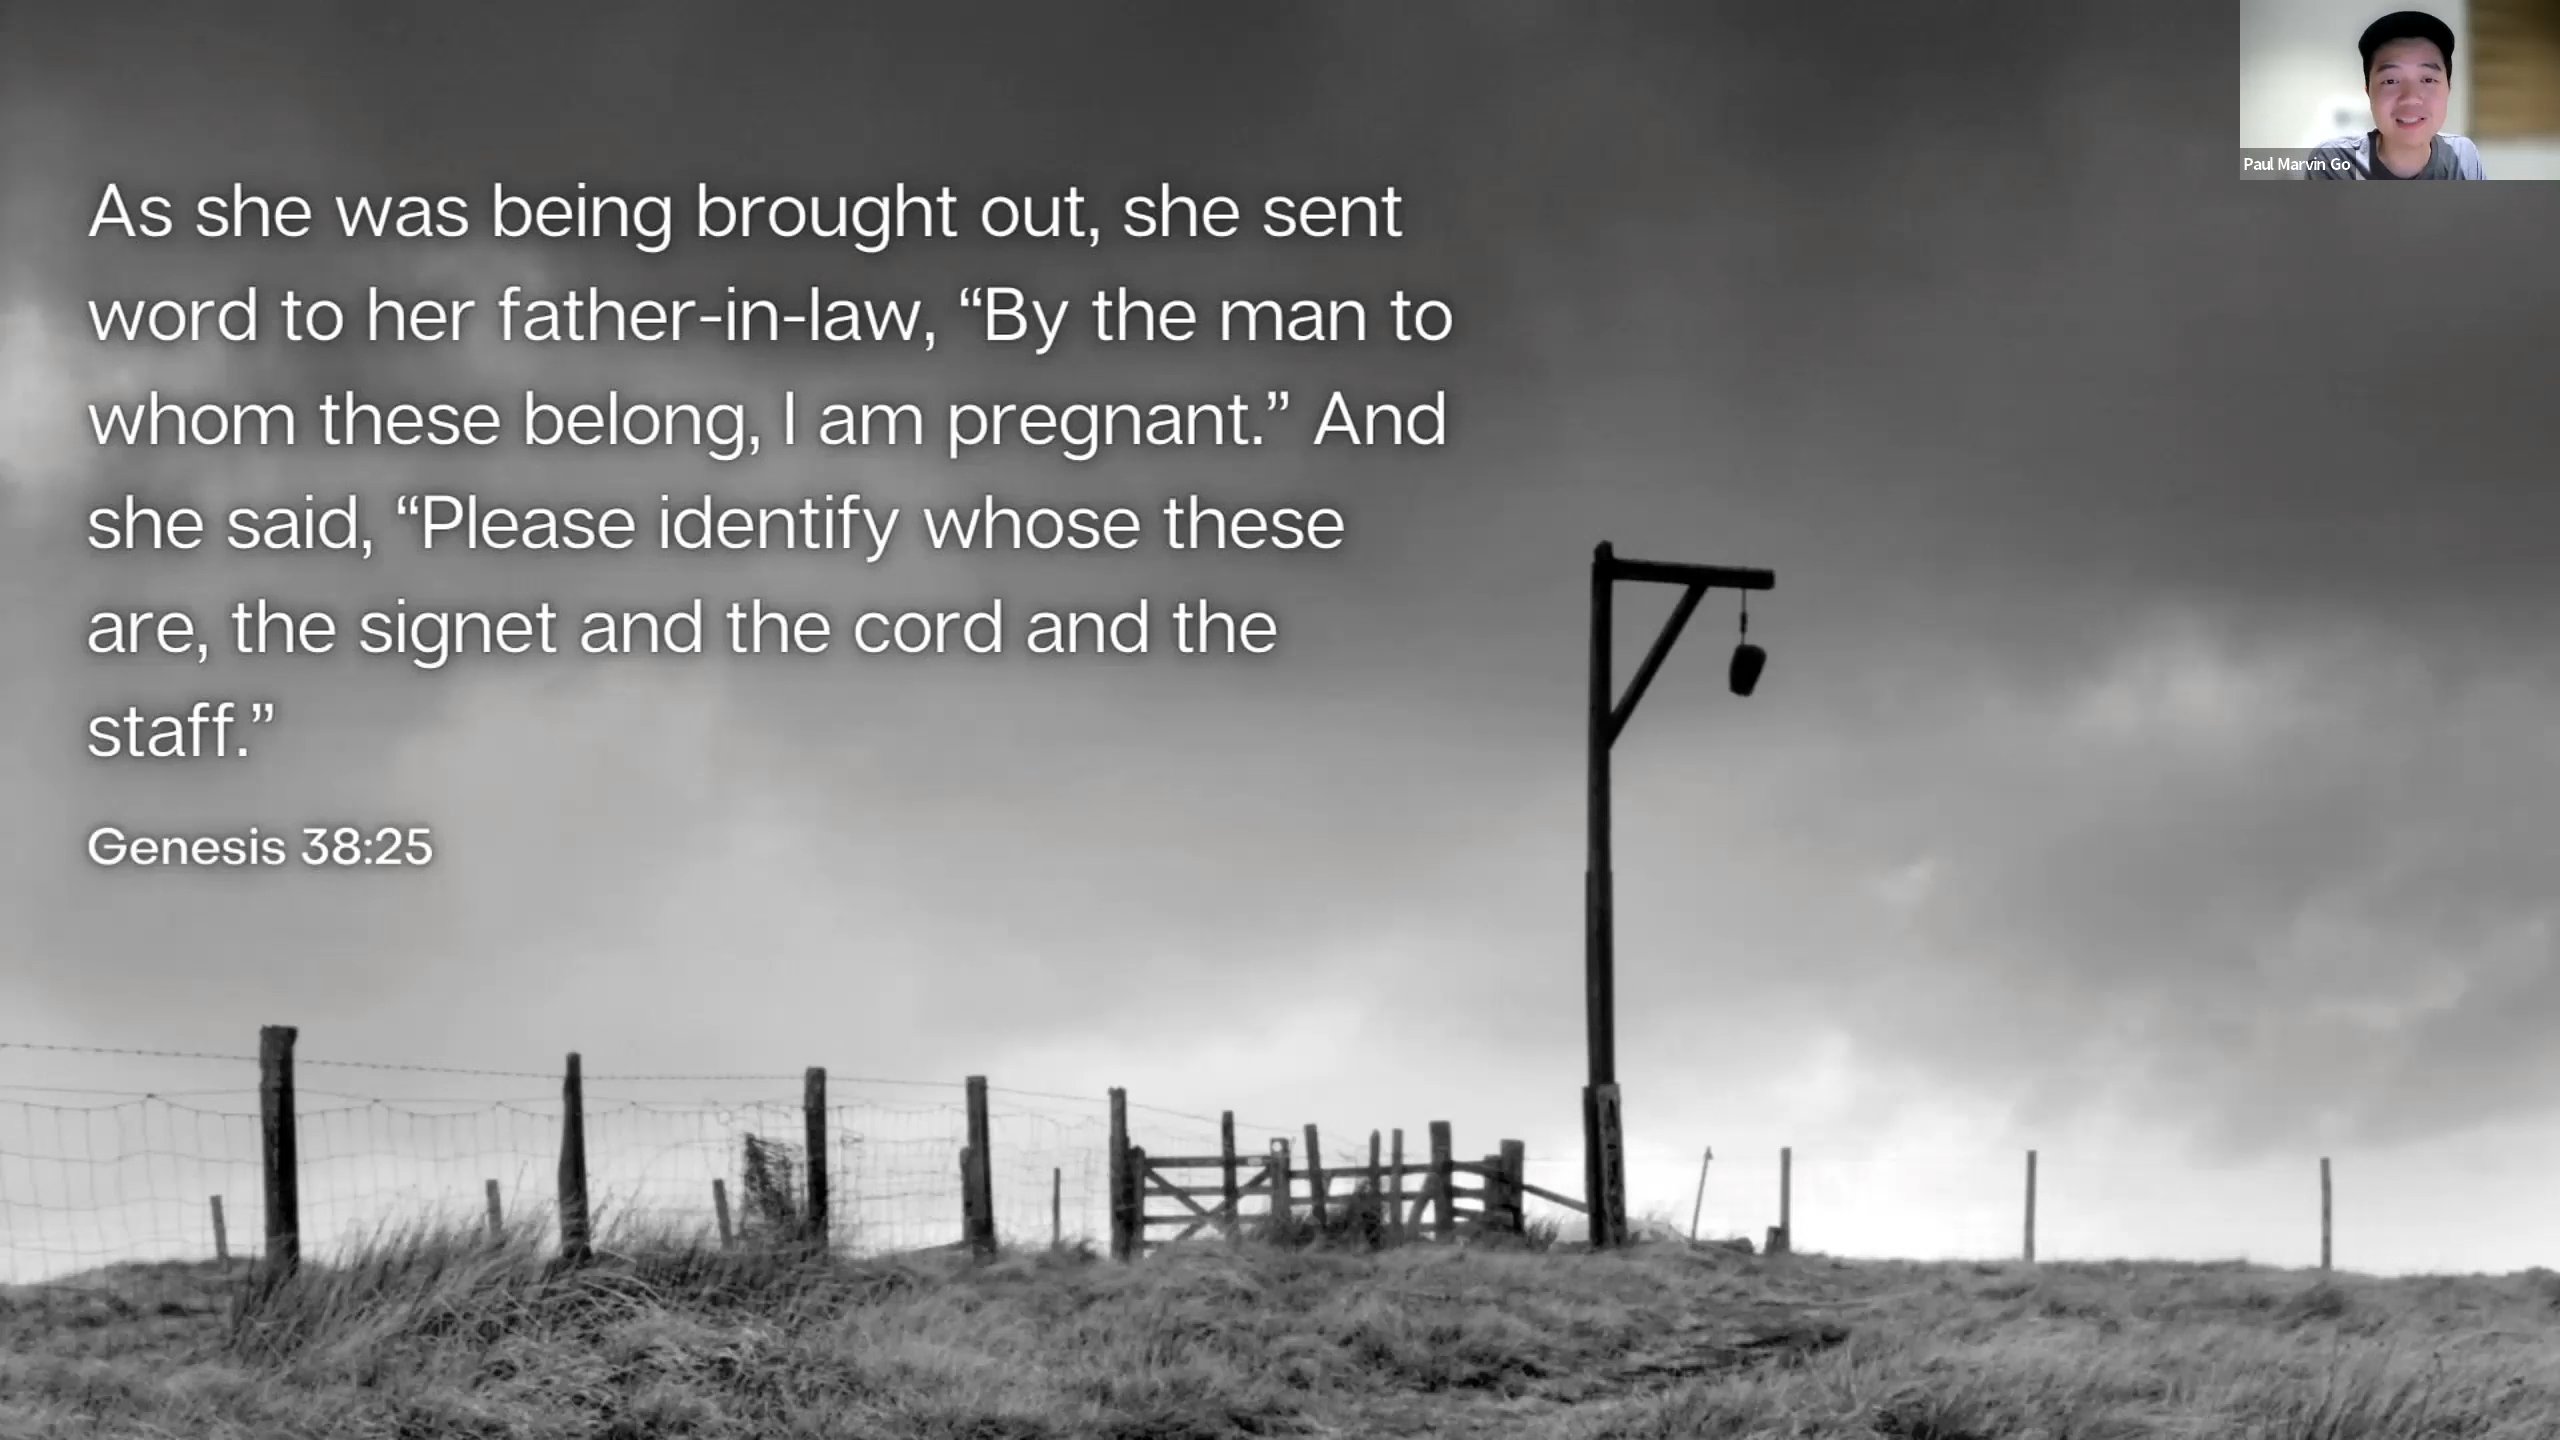 As she was being brought out, she sent
word to her father-in-law, “By the man to
whom these belong, I am pregnant.” And
she said, “Please identify whose these
are, the signet and the cord and the
staff.”
Genesis 38:25
Paul Marvin Go